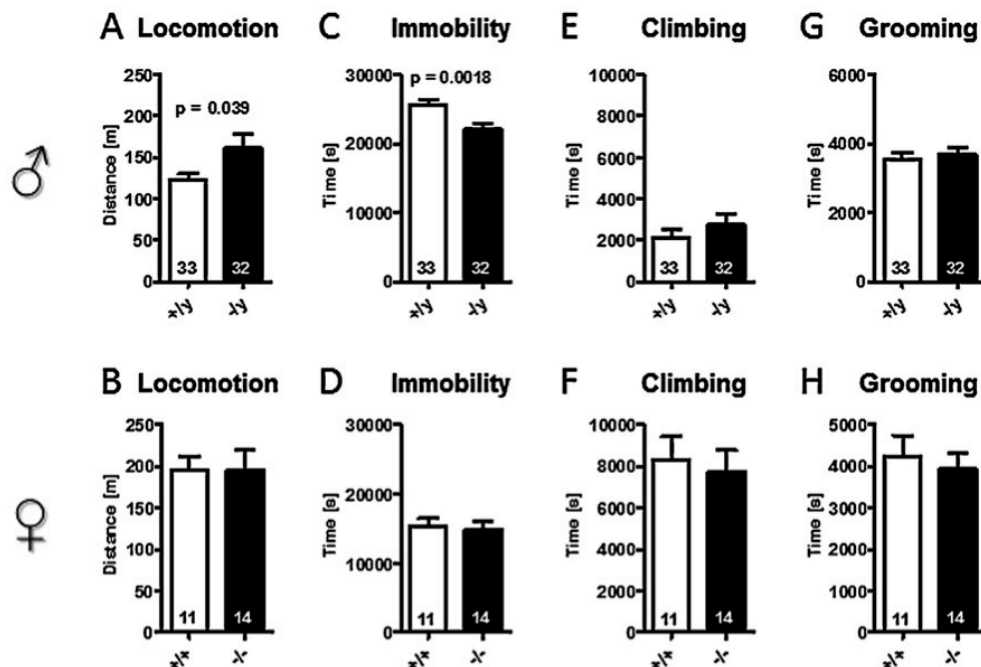 A Locomotion
C Immobility
E Climbing
G Grooming
250
200
150
100
50
0
Distance [m]
p = 0.039
33
32
+/y
-/y
30000
20000
10000
0
Time [s]
p = 0.0018
33
32
+/y
-/y
10000
8000
6000
4000
2000
0
Time [s]
33
32
+/y
-/y
6000
4000
2000
0
Time [s]
33
32
+/y
-/y
B Locomotion
D Immobility
F Climbing
H Grooming
250
200
150
100
50
0
Distance [m]
11
14
+/+
-/-
30000
20000
10000
0
Time [s]
11
14
+/+
-/-
10000
8000
6000
4000
2000
0
Time [s]
11
14
+/+
-/-
5000
4000
3000
2000
1000
0
Time [s]
11
14
+/+
-/-